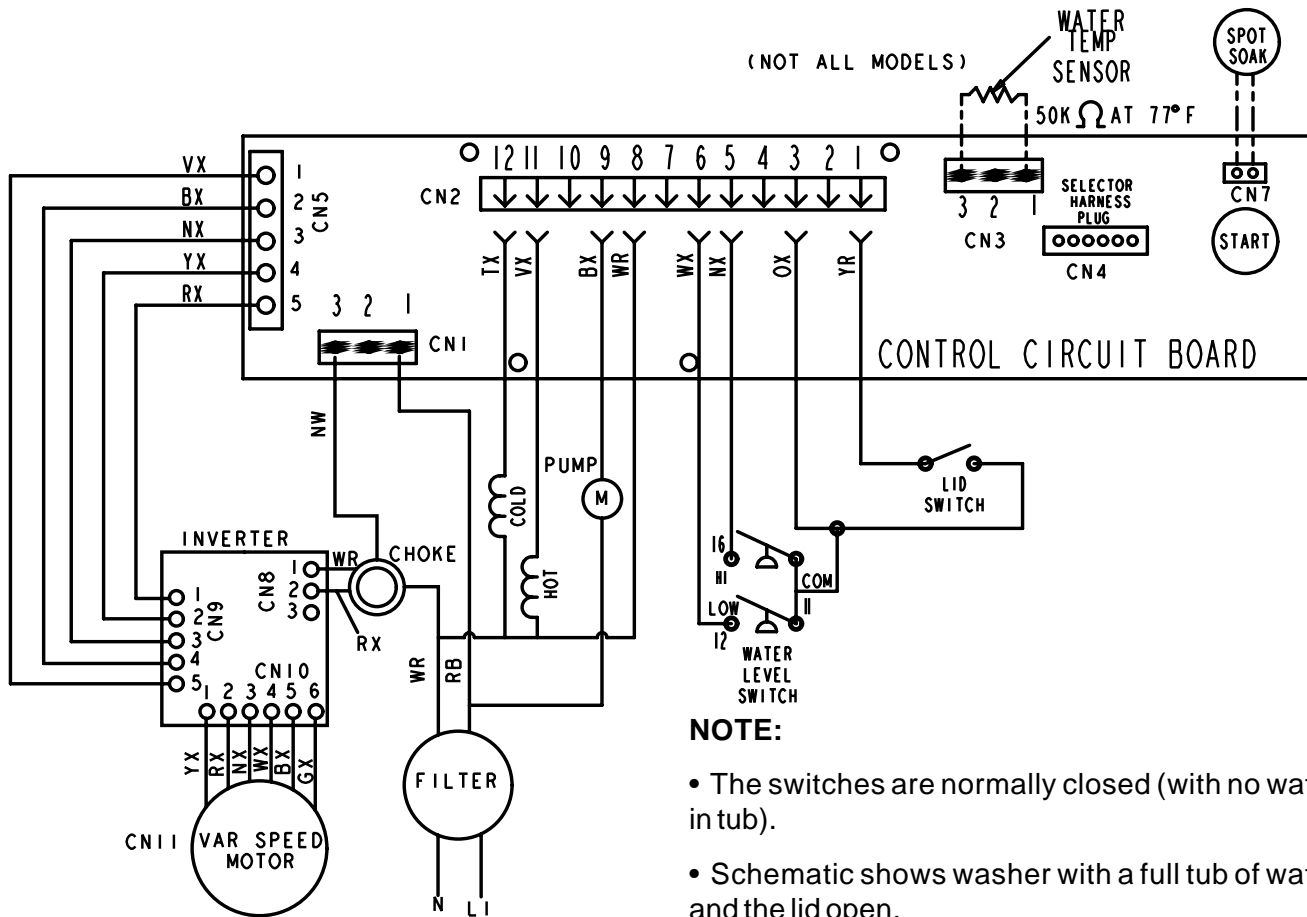 WATER
TEMP
SENSOR
(NOT ALL MODELS)
50K Ω AT 77° F
SPOT
SOAK
VX
BX
NX
YX
RX
1
2
3
4
5
CN5
3 2 1
CN1
CN2
12 11 10 9 8 7 6 5 4 3 2 1
TX
VX
BX
WR
WX
NX
OX
YR
3 2 1
CN3
SELECTOR
HARNESS
PLUG
CN4
CN7
START
CONTROL CIRCUIT BOARD
NW
PUMP
M
COLD
HOT
LID
SWITCH
16
HI
COM
LOW
11
12
WATER
LEVEL
SWITCH
INVERTER
WR
CHOKE
1
2
3
CN8
RX
1
2
3
4
5
CN9
CN10
1 2 3 4 5 6
YX
RX
NX
WX
BX
GX
WR
RB
FILTER
N
L1
CN11
VAR SPEED
MOTOR
NOTE:
• The switches are normally closed (with no wat
in tub).
• Schematic shows washer with a full tub of wat
and the lid open.